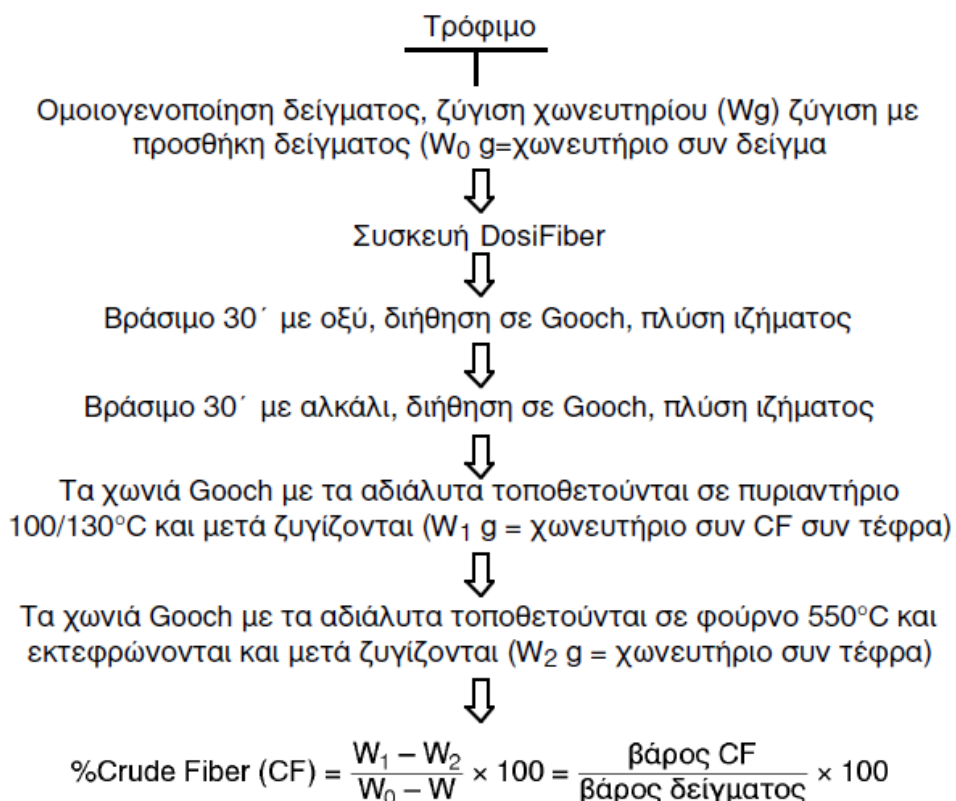 Τρόφιμο
Ομοιογενοποίηση δείγματος, ζύγιση χωνευτηρίου (Wg) ζύγιση με
προσθήκη δείγματος (W₀ g=χωνευτήριο συν δείγμα
Συσκευή DosiFiber
Βράσιμο 30΄ με οξύ, διήθηση σε Gooch, πλύση ιζήματος
Βράσιμο 30΄ με αλκάλι, διήθηση σε Gooch, πλύση ιζήματος
Τα χωνιά Gooch με τα αδιάλυτα τοποθετούνται σε πυριαντήριο
100/130°C και μετά ζυγίζονται (W₁ g = χωνευτήριο συν CF συν τέφρα)
Τα χωνιά Gooch με τα αδιάλυτα τοποθετούνται σε φούρνο 550°C και
εκτεφρώνονται και μετά ζυγίζονται (W₂ g = χωνευτήριο συν τέφρα)
%Crude Fiber (CF) = (W₁ – W₂)/(W₀ – W) × 100 = βάρος CF/βάρος δείγματος × 100